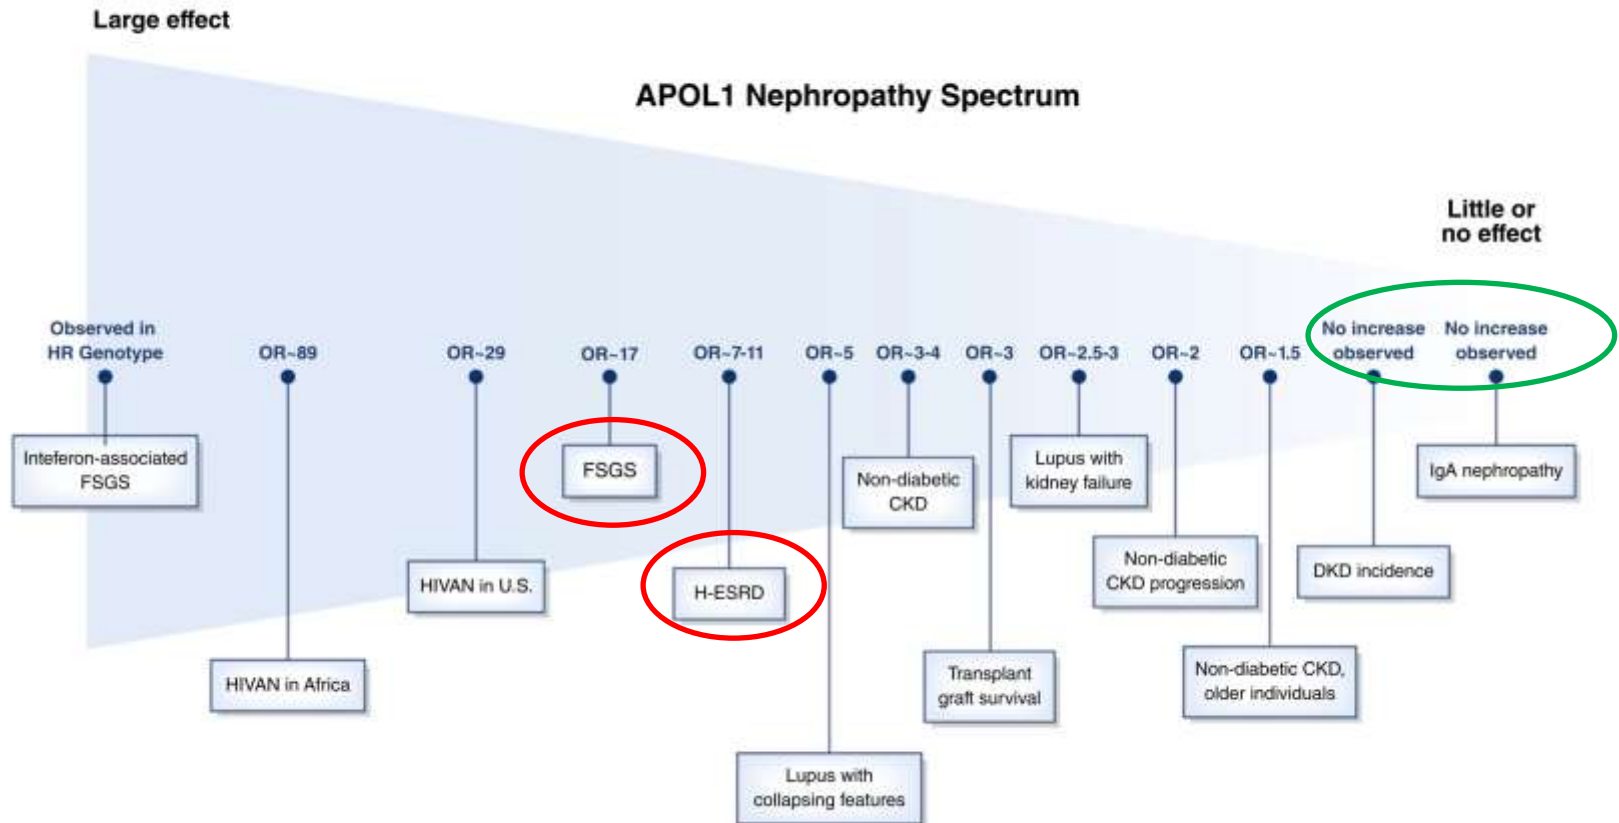 Large effect
APOL1 Nephropathy Spectrum
Little or
no effect
Observed in
HR Genotype
OR~89
OR~29
OR~17
OR~7-11
OR~5
OR~3-4
OR~3
OR~2.5-3
OR~2
OR~1.5
No increase
observed
No increase
observed
Inteferon-associated
FSGS
HIVAN in Africa
HIVAN in U.S.
FSGS
H-ESRD
Lupus with
collapsing features
Non-diabetic
CKD
Transplant
graft survival
Lupus with
kidney failure
Non-diabetic
CKD progression
Non-diabetic CKD,
older individuals
DKD incidence
IgA nephropathy